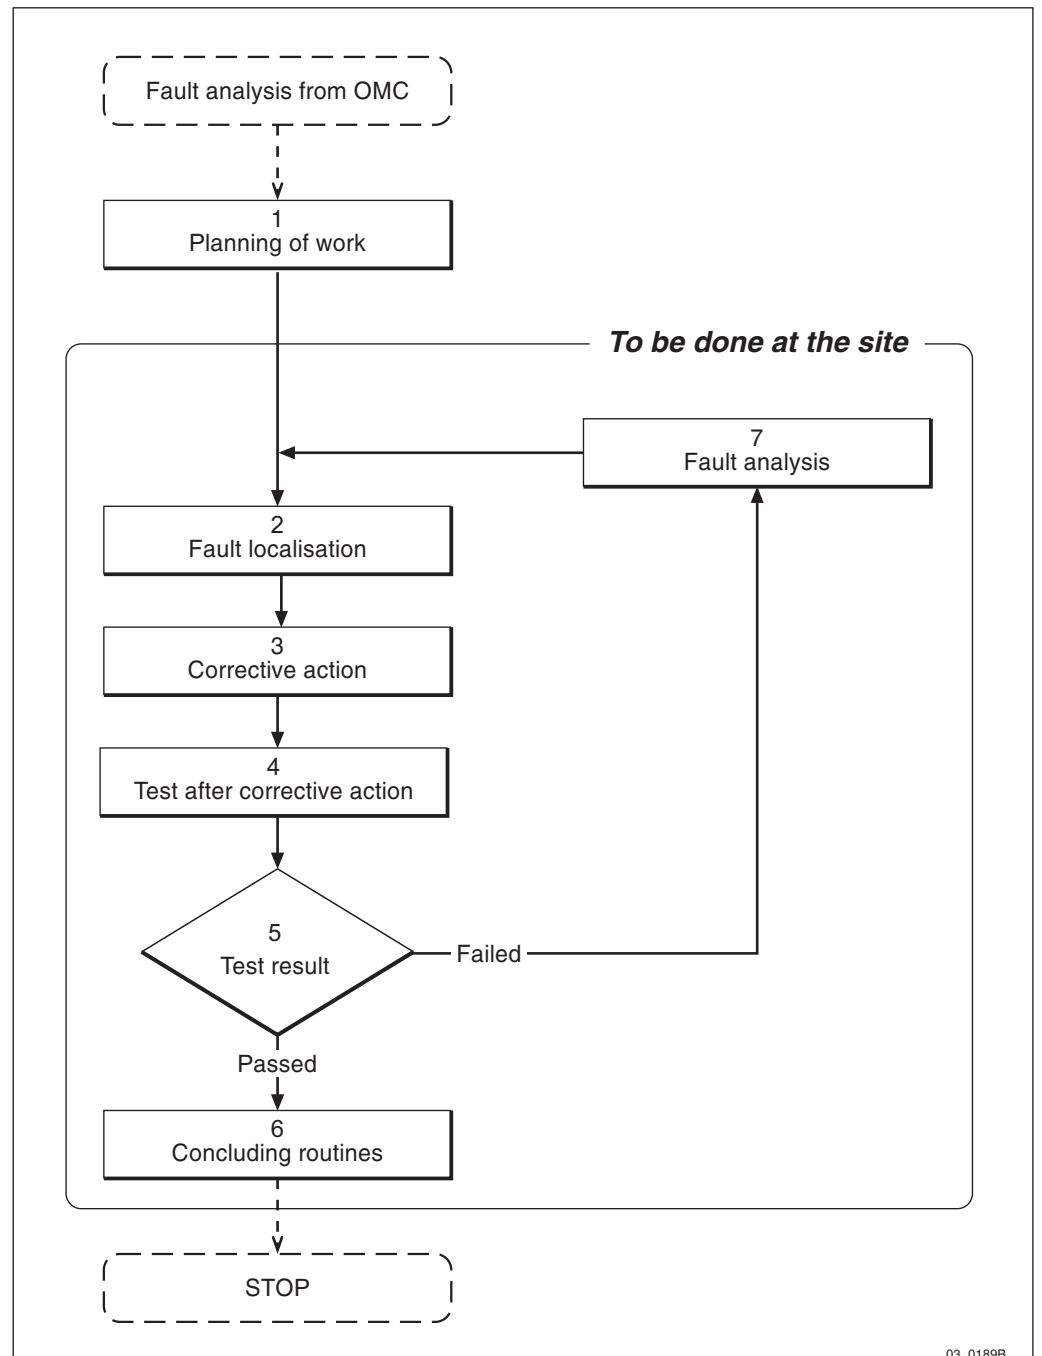 Fault analysis from OMC
1
Planning of work
To be done at the site
7
Fault analysis
2
Fault localisation
3
Corrective action
4
Test after corrective action
5
Test result
Failed
Passed
6
Concluding routines
STOP
03_0189B